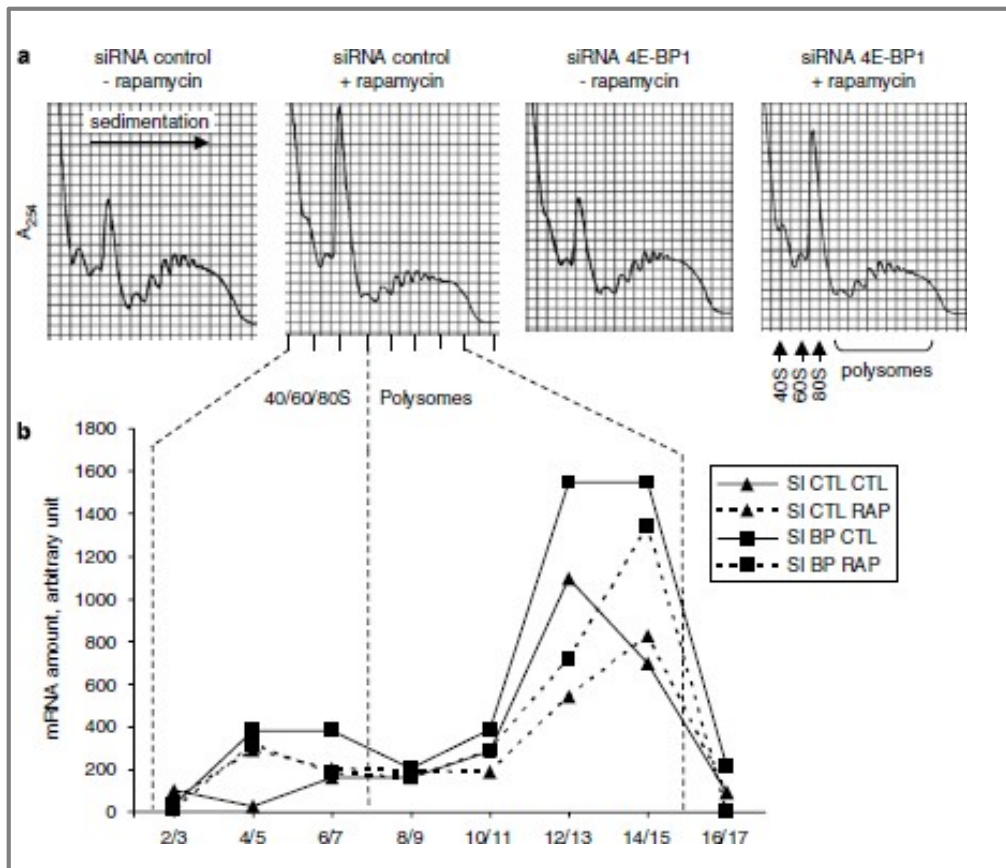 a
siRNA control
- rapamycin
siRNA control
+ rapamycin
siRNA 4E-BP1
- rapamycin
siRNA 4E-BP1
+ rapamycin
sedimentation
A254
40S
60S
80S
polysomes
40/60/80S
Polysomes
b
mRNA amount, arbitrary unit
1800
1600
1400
1200
1000
800
600
400
200
0
2/3
4/5
6/7
8/9
10/11
12/13
14/15
16/17
SI CTL CTL
SI CTL RAP
SI BP CTL
SI BP RAP